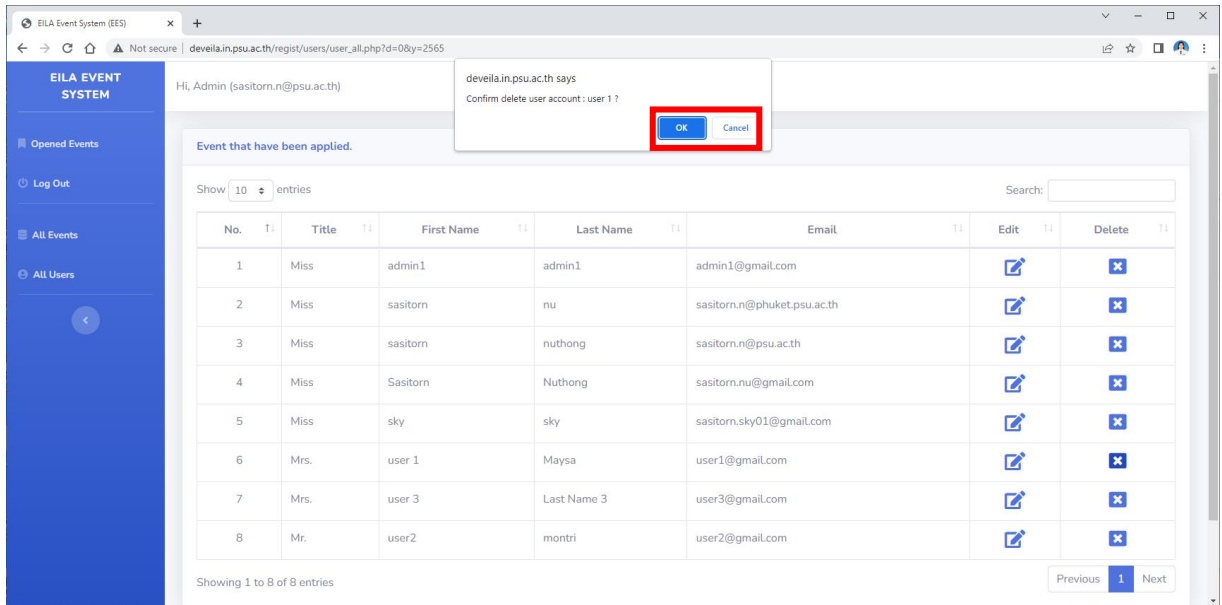 EILA Event System (EES)
Not secure | deveila.in.psu.ac.th/regist/users/user_all.php?d=0&y=2565
EILA EVENT
SYSTEM
Opened Events
Log Out
All Events
All Users
Hi, Admin (sasitorn.n@psu.ac.th)
deveila.in.psu.ac.th says
Confirm delete user account : user 1 ?
OK Cancel
Event that have been applied.
Show 10 entries Search:
No. Title First Name Last Name Email Edit Delete
1 Miss admin1 admin1 admin1@gmail.com
2 Miss sasitorn nu sasitorn.n@phuket.psu.ac.th
3 Miss sasitorn nuthong sasitorn.n@psu.ac.th
4 Miss Sasitorn Nuthong sasitorn.nu@gmail.com
5 Miss sky sky sasitorn.sky01@gmail.com
6 Mrs. user 1 Maysa user1@gmail.com
7 Mrs. user 3 Last Name 3 user3@gmail.com
8 Mr. user2 montri user2@gmail.com
Showing 1 to 8 of 8 entries
Previous 1 Next